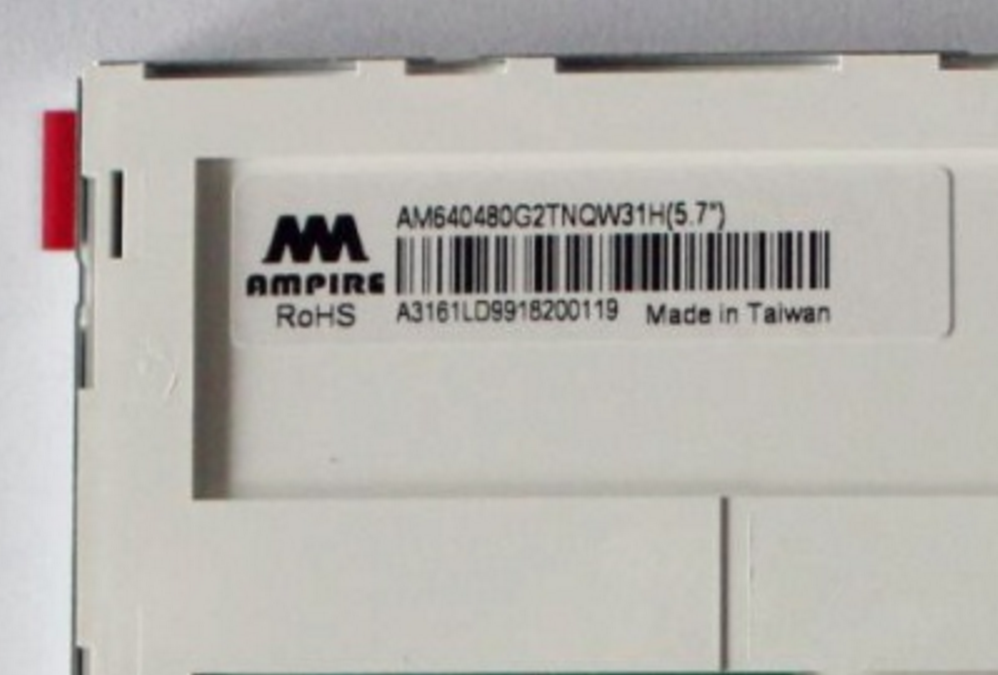 AM640480G2TNQW31H(5.7")
AMPIRE
RoHS
A3161LD9918200119 Made in Taiwan